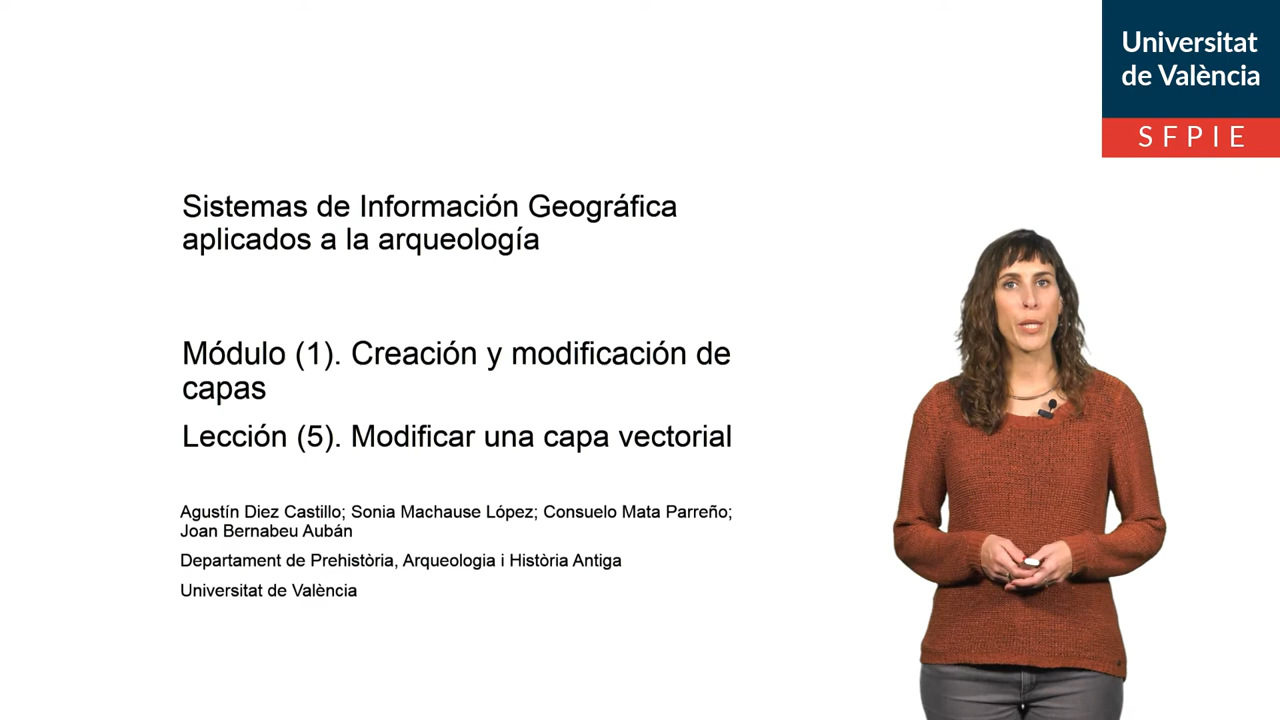 Universitat
de València
SFPIE
Sistemas de Información Geográfica
aplicados a la arqueología
Módulo (1). Creación y modificación de
capas
Lección (5). Modificar una capa vectorial
Agustín Diez Castillo; Sonia Machause López; Consuelo Mata Parreño;
Joan Bernabeu Aubán
Departament de Prehistòria, Arqueologia i Història Antiga
Universitat de València